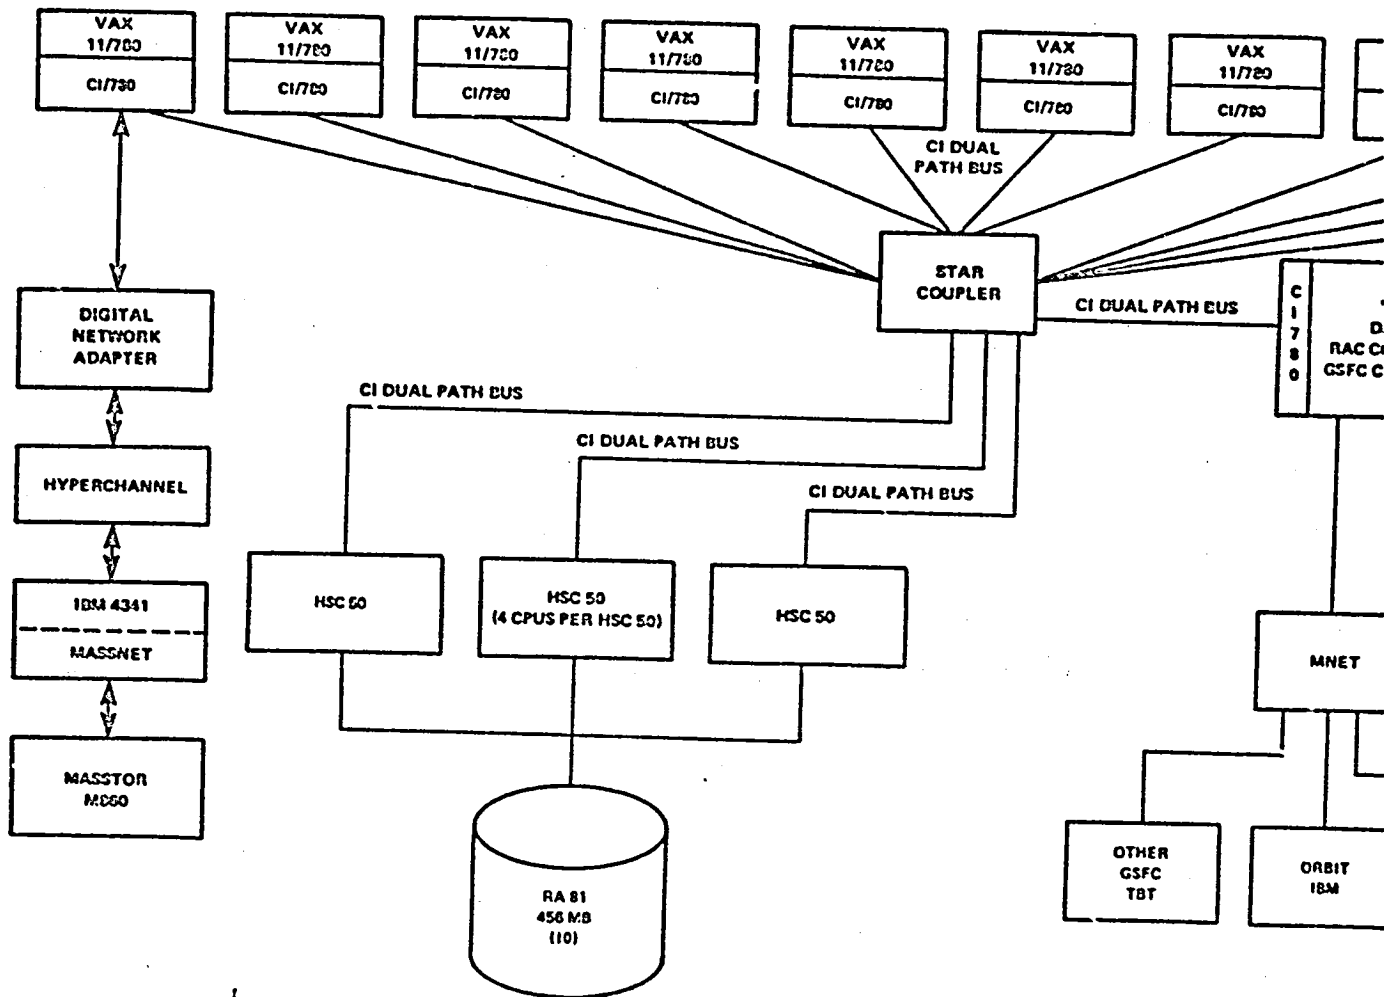 VAX
11/780
CI/780
VAX
11/780
CI/780
VAX
11/780
CI/780
VAX
11/780
CI/780
VAX
11/780
CI/780
VAX
11/780
CI/780
VAX
11/780
CI/780
CI DUAL
PATH BUS
STAR
COUPLER
CI DUAL PATH BUS
CI780
RAC
GSFC
DIGITAL
NETWORK
ADAPTER
CI DUAL PATH BUS
CI DUAL PATH BUS
CI DUAL PATH BUS
HYPERCHANNEL
IBM 4341
MASSNET
HSC 50
HSC 50
(4 CPUS PER HSC 50)
HSC 50
MNET
MASSTOR
M860
RA 81
456 MB
(10)
OTHER
GSFC
TBT
ORBIT
IBM